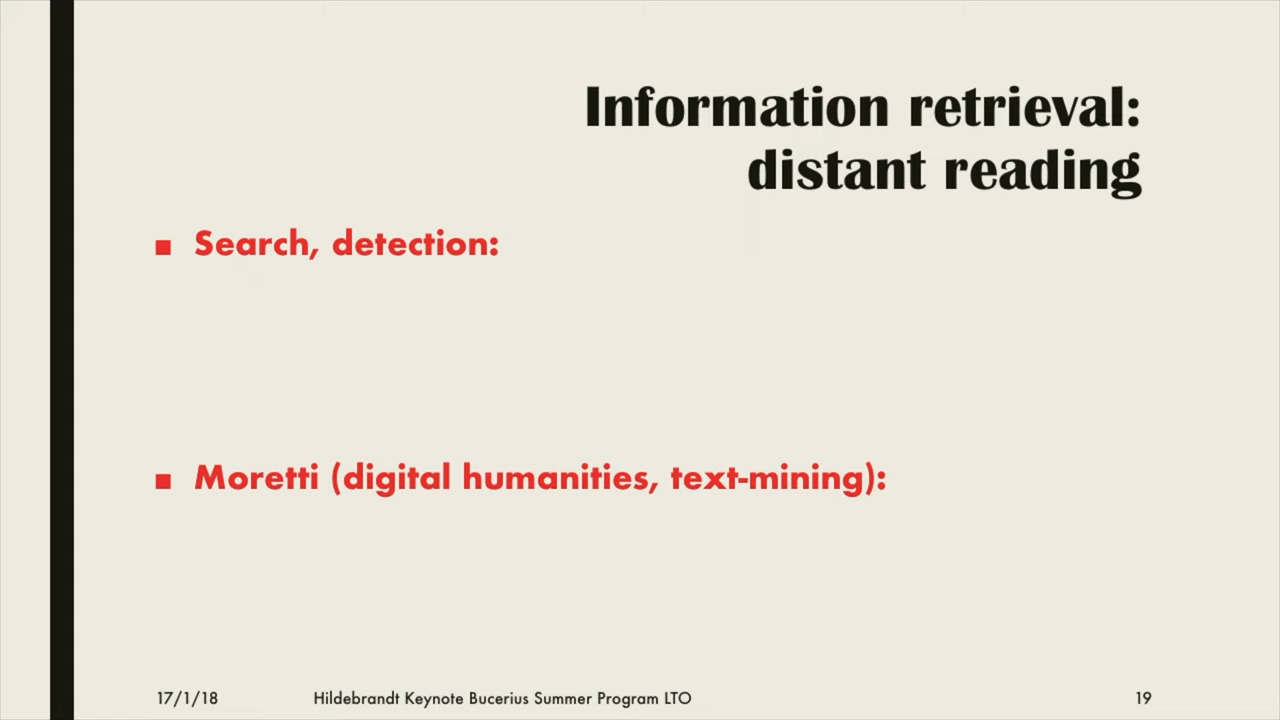 Information retrieval:
distant reading
■ Search, detection:
■ Moretti (digital humanities, text-mining):
17/1/18 Hildebrandt Keynote Bucerius Summer Program LTO 19